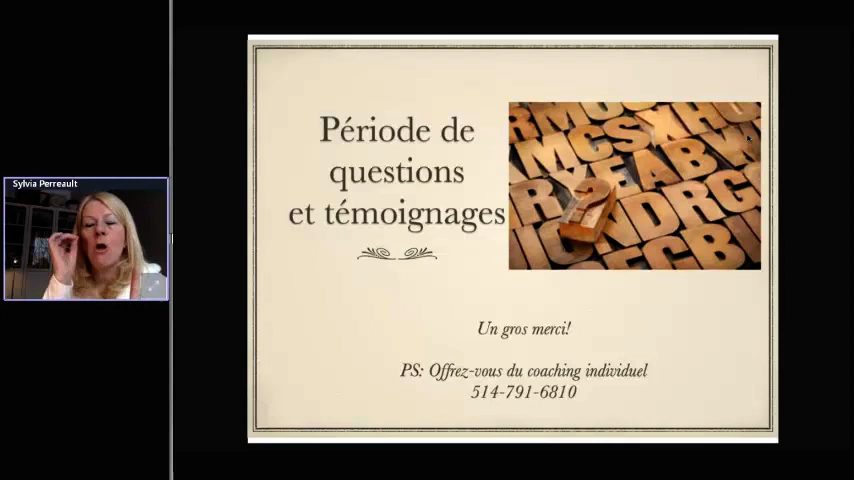 Sylvia Perreault
Période de
questions
et témoignages
Un gros merci!
PS: Offrez-vous du coaching individuel
514-791-6810